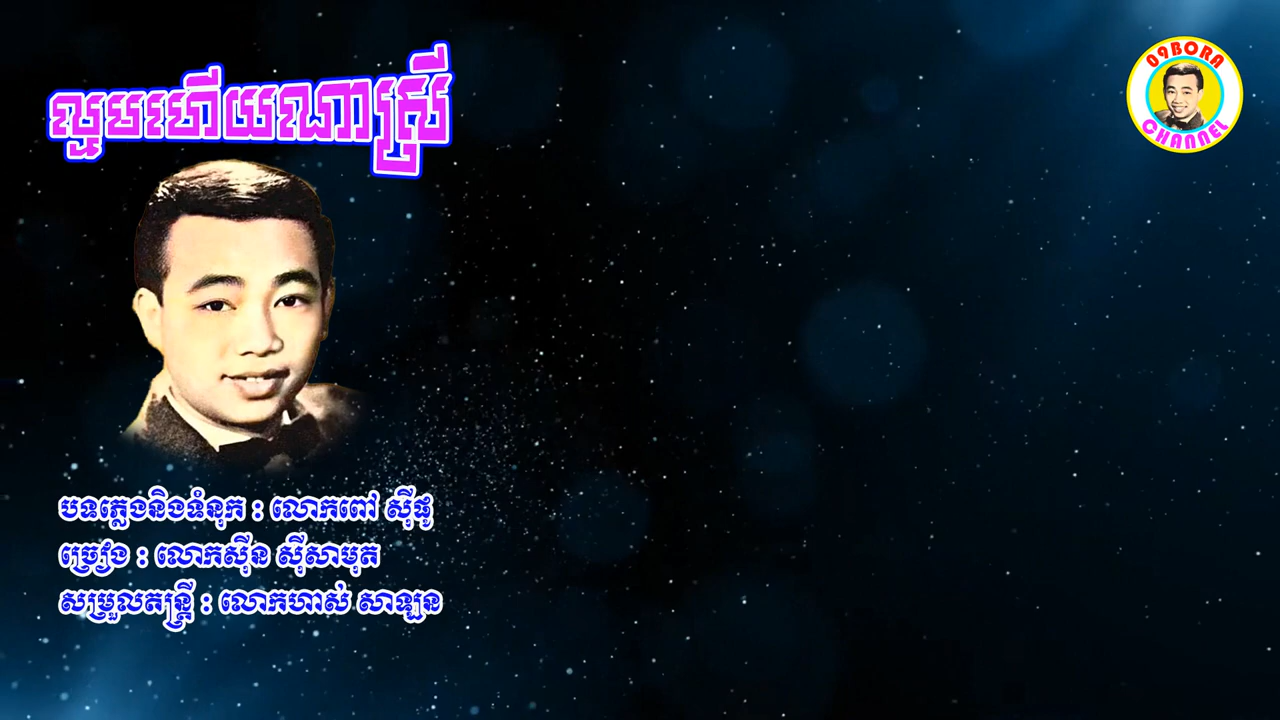 ល្មមហើយណាស្រី
09BORA
CHANNEL
បទភ្លេងនិងទំនុក : លោកពៅ ស៊ីផូ
ច្រៀង : លោកស៊ីន ស៊ីសាមុត
សម្រួលតន្ត្រី : លោកហាស់ សាឡន